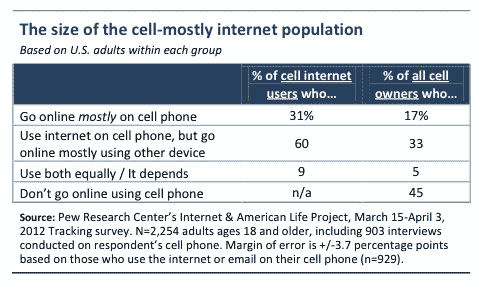 The size of the cell-mostly internet population
Based on U.S. adults within each group
% of cell internet users who… % of all cell owners who…
Go online mostly on cell phone 31% 17%
Use internet on cell phone, but go online mostly using other device 60 33
Use both equally / It depends 9 5
Don't go online using cell phone n/a 45
Source: Pew Research Center's Internet & American Life Project, March 15-April 3,
2012 Tracking survey. N=2,254 adults ages 18 and older, including 903 interviews
conducted on respondent's cell phone. Margin of error is +/-3.7 percentage points
based on those who use the internet or email on their cell phone (n=929).